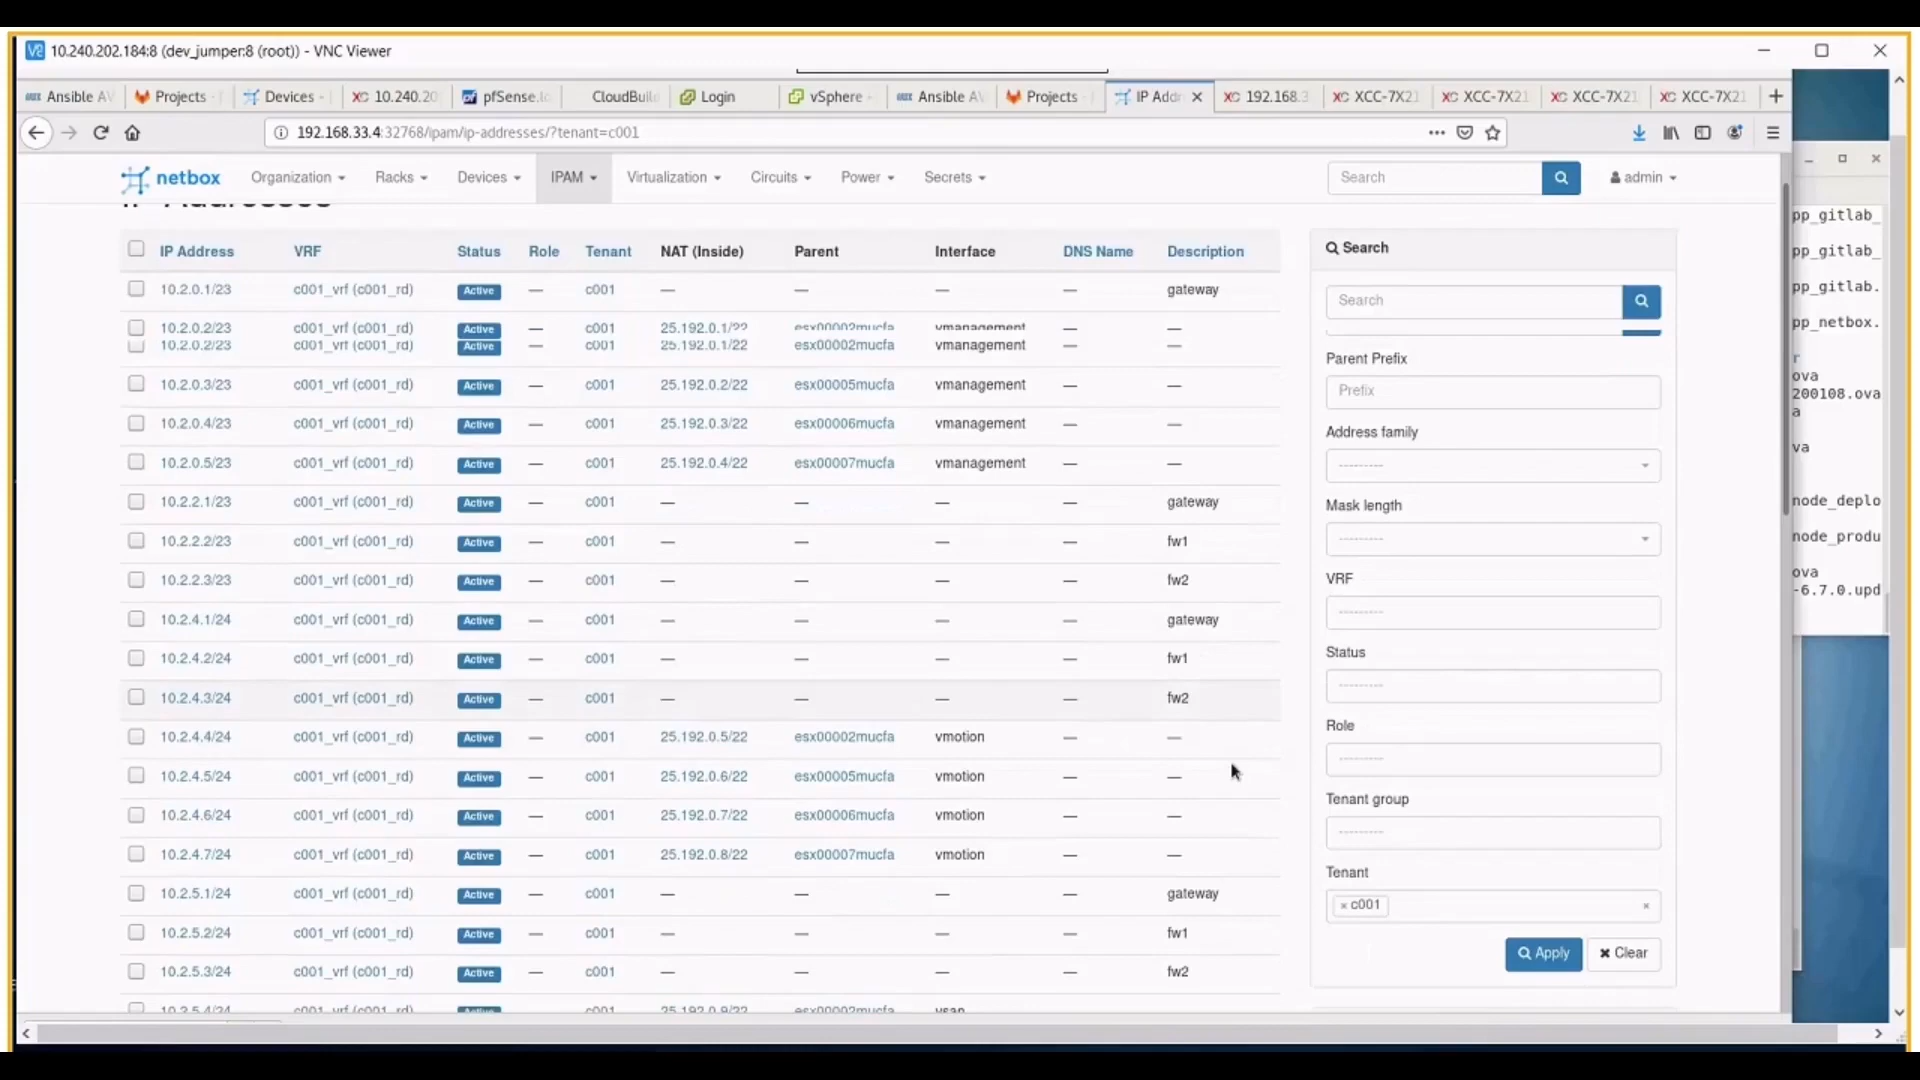 10.240.202.184:8 (dev_jumper:8 (root)) - VNC Viewer
Ansible AV Projects - Devices - 10.240.20 pfSense.lo CloudBuil Login vSphere - Ansible AV Projects - IP Addr 192.168.3 XCC-7X21 XCC-7X21 XCC-7X21 XCC-7X21
192.168.33.4:32768/ipam/ip-addresses/?tenant=c001
netbox Organization Racks Devices IPAM Virtualization Circuits Power Secrets Search admin
IP Addresses
IP Address VRF Status Role Tenant NAT (Inside) Parent Interface DNS Name Description
10.2.0.1/23 c001_vrf (c001_rd) Active — c001 — — — — gateway
10.2.0.2/23 c001_vrf (c001_rd) Active — c001 25.192.0.1/22 esx00002mucfa vmanagement — —
10.2.0.2/23 c001_vrf (c001_rd) Active — c001 25.192.0.1/22 esx00002mucfa vmanagement — —
10.2.0.3/23 c001_vrf (c001_rd) Active — c001 25.192.0.2/22 esx00005mucfa vmanagement — —
10.2.0.4/23 c001_vrf (c001_rd) Active — c001 25.192.0.3/22 esx00006mucfa vmanagement — —
10.2.0.5/23 c001_vrf (c001_rd) Active — c001 25.192.0.4/22 esx00007mucfa vmanagement — —
10.2.2.1/23 c001_vrf (c001_rd) Active — c001 — — — — gateway
10.2.2.2/23 c001_vrf (c001_rd) Active — c001 — — — — fw1
10.2.2.3/23 c001_vrf (c001_rd) Active — c001 — — — — fw2
10.2.4.1/24 c001_vrf (c001_rd) Active — c001 — — — — gateway
10.2.4.2/24 c001_vrf (c001_rd) Active — c001 — — — — fw1
10.2.4.3/24 c001_vrf (c001_rd) Active — c001 — — — — fw2
10.2.4.4/24 c001_vrf (c001_rd) Active — c001 25.192.0.5/22 esx00002mucfa vmotion — —
10.2.4.5/24 c001_vrf (c001_rd) Active — c001 25.192.0.6/22 esx00005mucfa vmotion — —
10.2.4.6/24 c001_vrf (c001_rd) Active — c001 25.192.0.7/22 esx00006mucfa vmotion — —
10.2.4.7/24 c001_vrf (c001_rd) Active — c001 25.192.0.8/22 esx00007mucfa vmotion — —
10.2.5.1/24 c001_vrf (c001_rd) Active — c001 — — — — gateway
10.2.5.2/24 c001_vrf (c001_rd) Active — c001 — — — — fw1
10.2.5.3/24 c001_vrf (c001_rd) Active — c001 — — — — fw2
10.2.5.4/24 c001_vrf (c001_rd) Active c001 25.192.0.9/22 esx00002mucfa vsan
Search
Search
Parent Prefix
Prefix
Address family
---------
Mask length
---------
VRF
---------
Status
---------
Role
---------
Tenant group
---------
Tenant
× c001 ×
Apply Clear
pp_gitlab_
pp_gitlab_
pp_gitlab.
pp_netbox.
r
ova
200108.ova
a
va
node_deplo
node_produ
ova
-6.7.0.upd